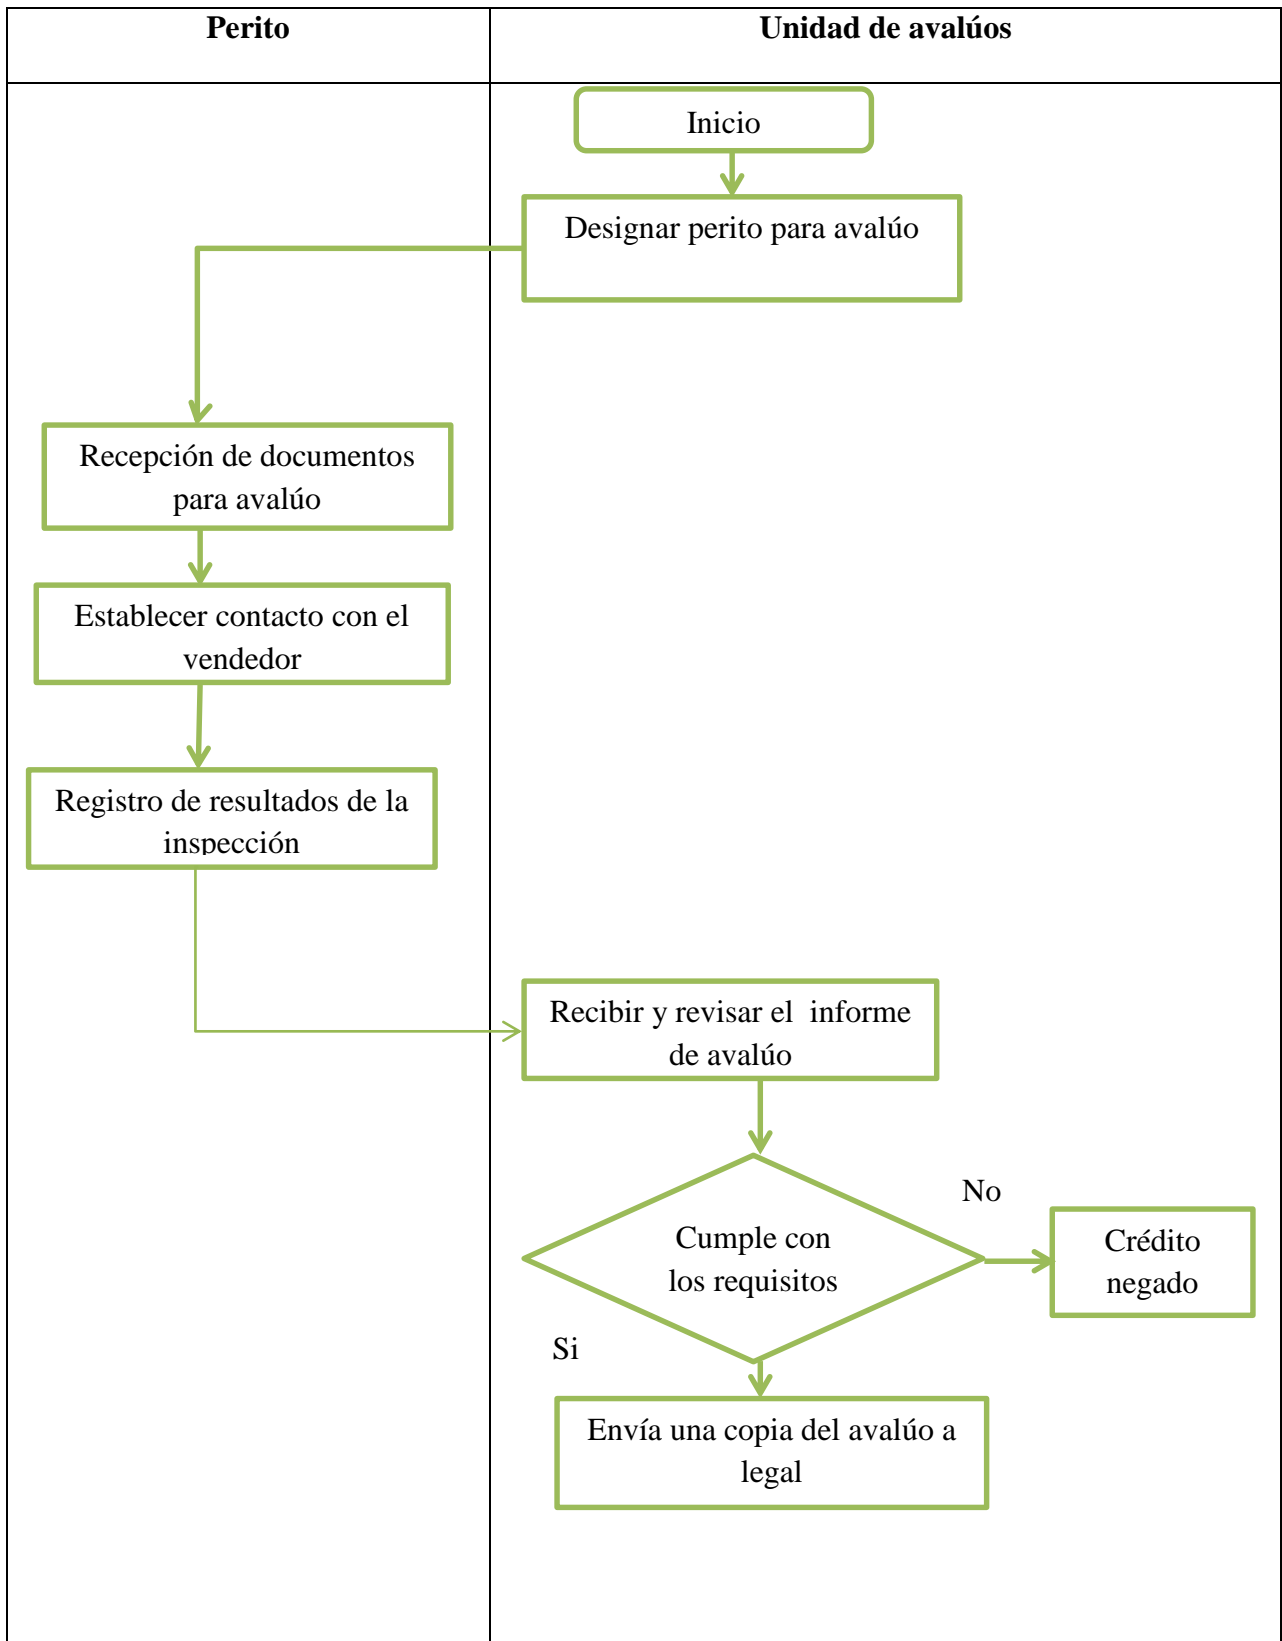 Perito
Unidad de avalúos
Inicio
Designar perito para avalúo
Recepción de documentos
para avalúo
Establecer contacto con el
vendedor
Registro de resultados de la
inspección
Recibir y revisar el  informe
de avalúo
Cumple con
los requisitos
No
Crédito
negado
Si
Envía una copia del avalúo a
legal